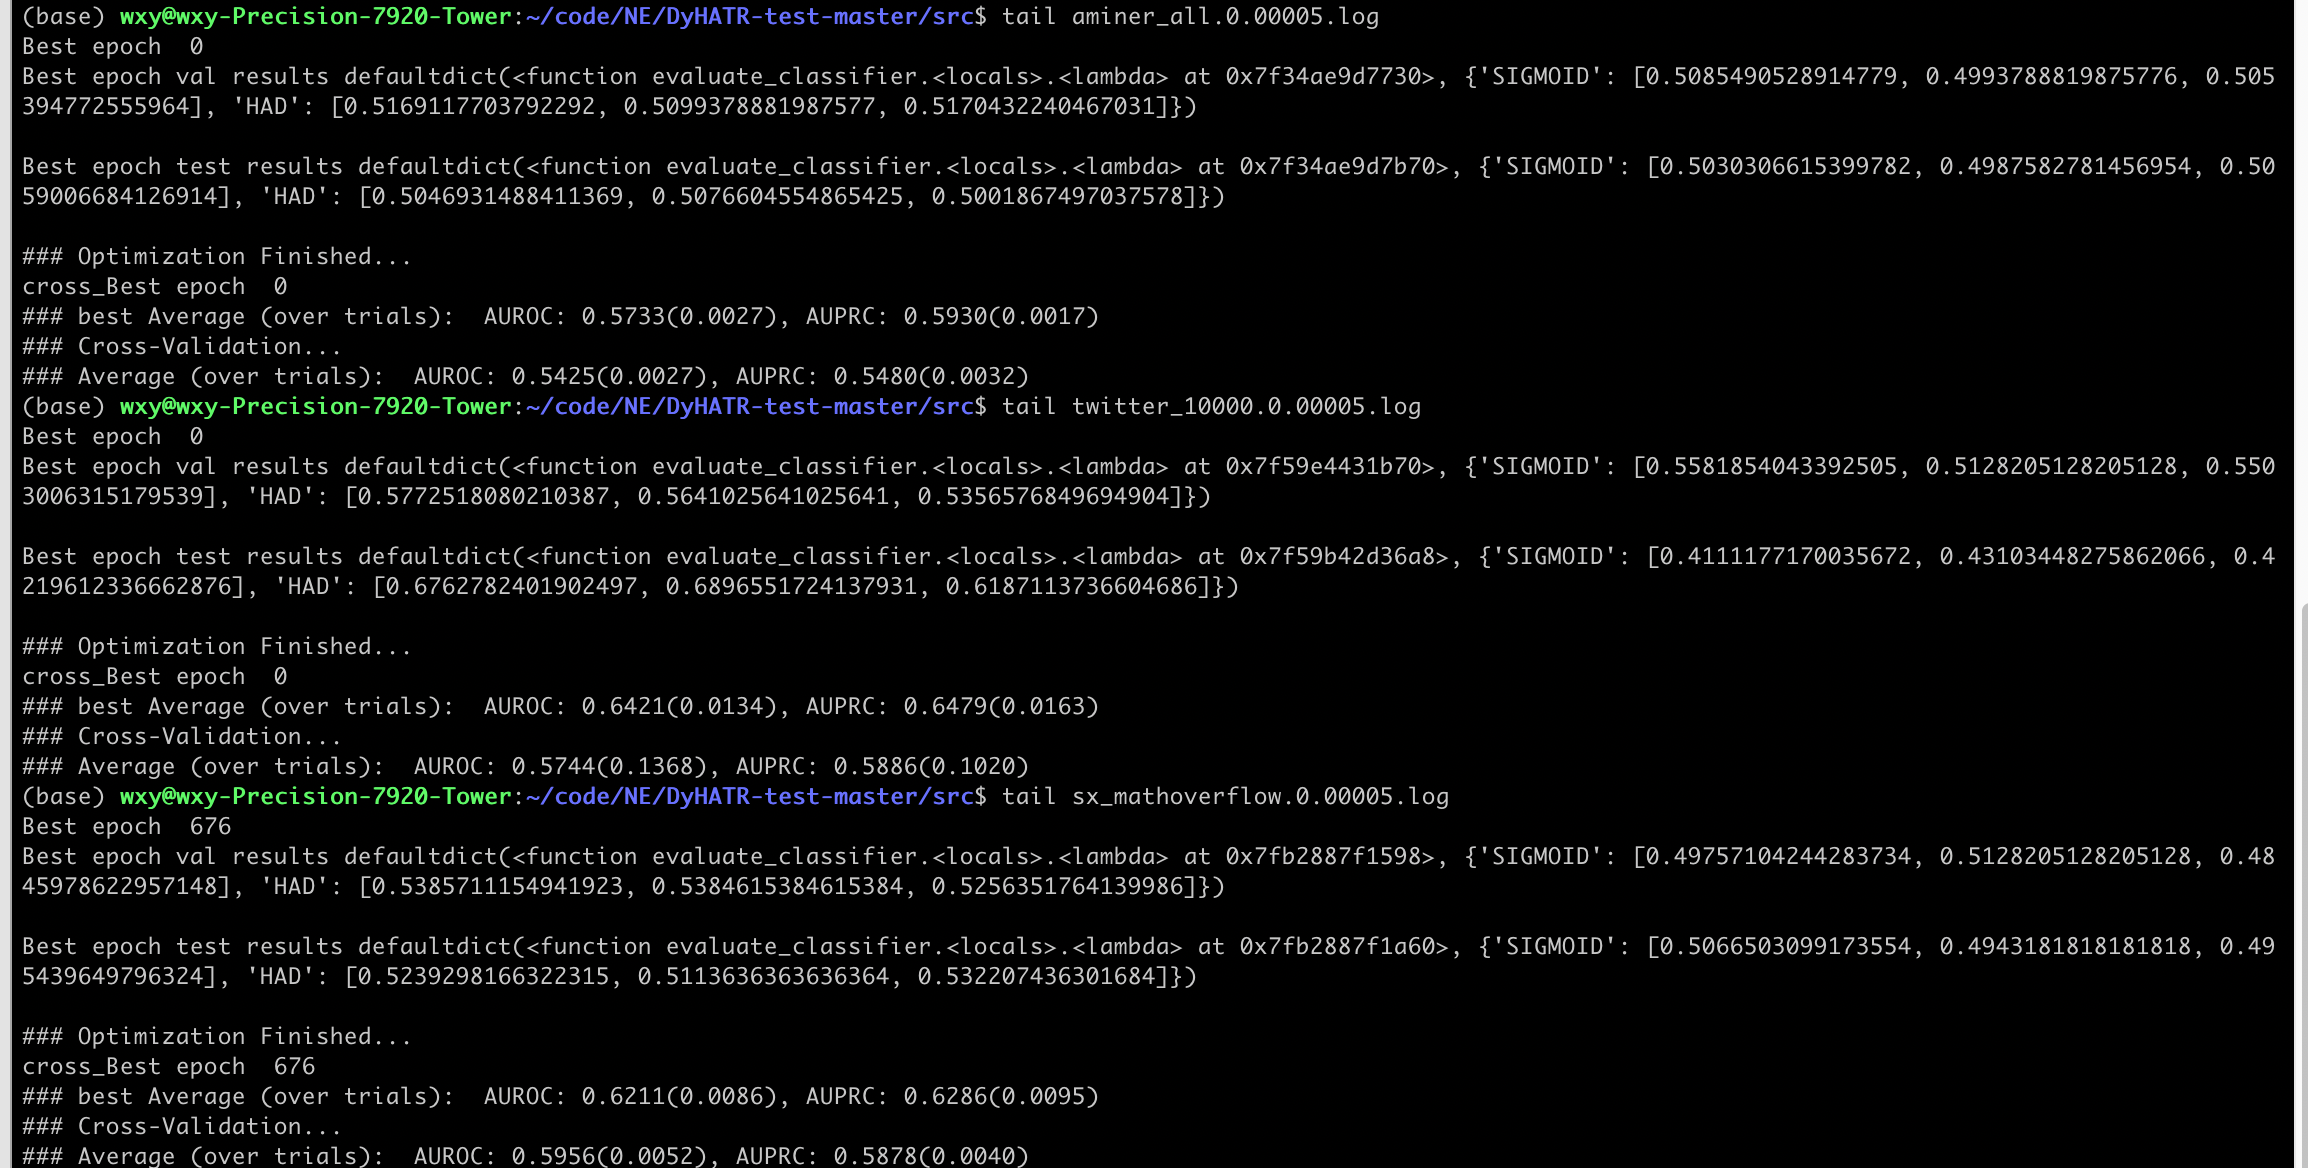 (base) wxy@wxy-Precision-7920-Tower:~/code/NE/DyHATR-test-master/src$ tail aminer_all.0.00005.log
Best epoch  0
Best epoch val results defaultdict(<function evaluate_classifier.<locals>.<lambda> at 0x7f34ae9d7730>, {'SIGMOID': [0.5085490528914779, 0.4993788819875776, 0.505
394772555964], 'HAD': [0.5169117703792292, 0.5099378881987577, 0.5170432240467031]})

Best epoch test results defaultdict(<function evaluate_classifier.<locals>.<lambda> at 0x7f34ae9d7b70>, {'SIGMOID': [0.5030306615399782, 0.4987582781456954, 0.50
59006684126914], 'HAD': [0.5046931488411369, 0.5076604554865425, 0.5001867497037578]})

### Optimization Finished...
cross_Best epoch  0
### best Average (over trials):  AUROC: 0.5733(0.0027), AUPRC: 0.5930(0.0017)
### Cross-Validation...
### Average (over trials):  AUROC: 0.5425(0.0027), AUPRC: 0.5480(0.0032)
(base) wxy@wxy-Precision-7920-Tower:~/code/NE/DyHATR-test-master/src$ tail twitter_10000.0.00005.log
Best epoch  0
Best epoch val results defaultdict(<function evaluate_classifier.<locals>.<lambda> at 0x7f59e4431b70>, {'SIGMOID': [0.5581854043392505, 0.5128205128205128, 0.550
3006315179539], 'HAD': [0.5772518080210387, 0.5641025641025641, 0.5356576849694904]})

Best epoch test results defaultdict(<function evaluate_classifier.<locals>.<lambda> at 0x7f59b42d36a8>, {'SIGMOID': [0.4111177170035672, 0.43103448275862066, 0.4
219612336662876], 'HAD': [0.6762782401902497, 0.6896551724137931, 0.6187113736604686]})

### Optimization Finished...
cross_Best epoch  0
### best Average (over trials):  AUROC: 0.6421(0.0134), AUPRC: 0.6479(0.0163)
### Cross-Validation...
### Average (over trials):  AUROC: 0.5744(0.1368), AUPRC: 0.5886(0.1020)
(base) wxy@wxy-Precision-7920-Tower:~/code/NE/DyHATR-test-master/src$ tail sx_mathoverflow.0.00005.log
Best epoch  676
Best epoch val results defaultdict(<function evaluate_classifier.<locals>.<lambda> at 0x7fb2887f1598>, {'SIGMOID': [0.49757104244283734, 0.5128205128205128, 0.48
45978622957148], 'HAD': [0.5385711154941923, 0.5384615384615384, 0.5256351764139986]})

Best epoch test results defaultdict(<function evaluate_classifier.<locals>.<lambda> at 0x7fb2887f1a60>, {'SIGMOID': [0.5066503099173554, 0.4943181818181818, 0.49
5439649796324], 'HAD': [0.5239298166322315, 0.5113636363636364, 0.532207436301684]})

### Optimization Finished...
cross_Best epoch  676
### best Average (over trials):  AUROC: 0.6211(0.0086), AUPRC: 0.6286(0.0095)
### Cross-Validation...
### Average (over trials):  AUROC: 0.5956(0.0052), AUPRC: 0.5878(0.0040)